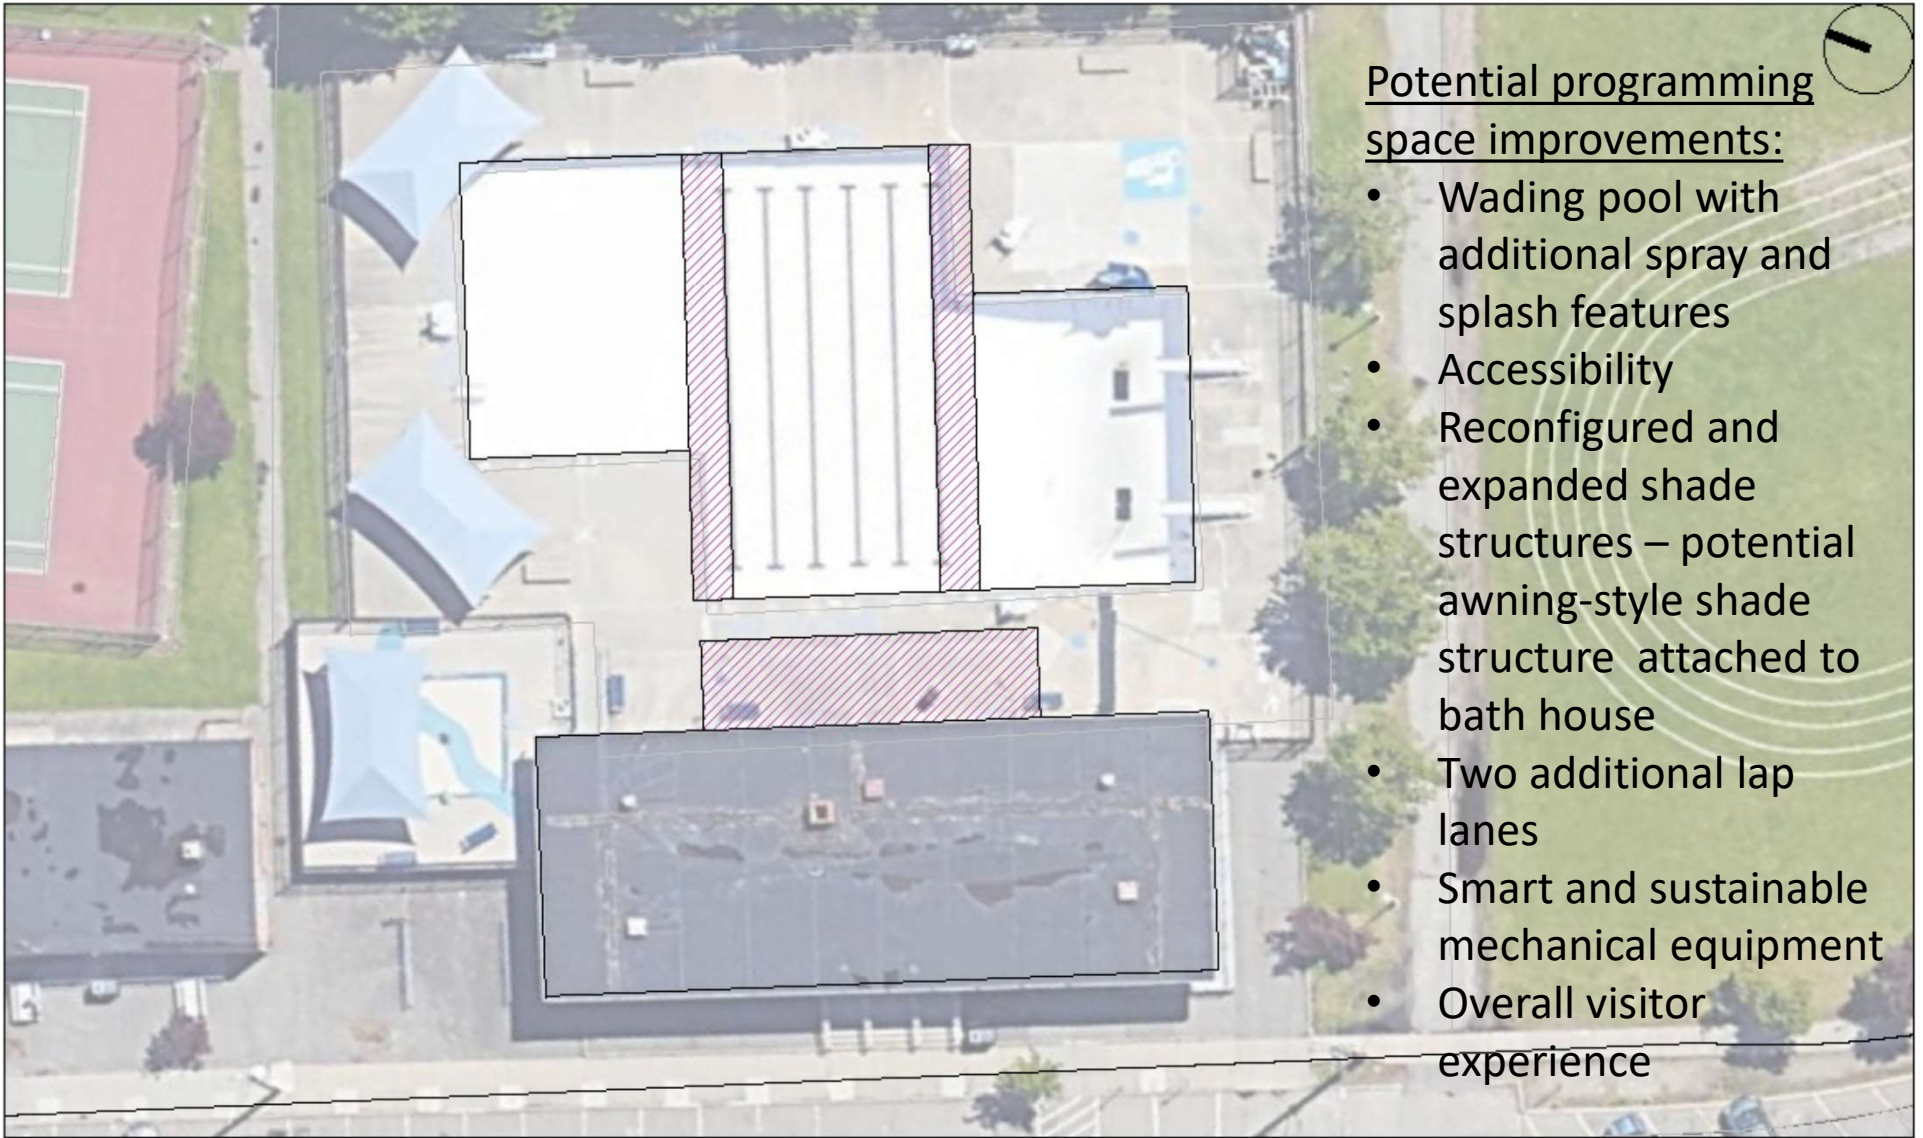 Potential programming
space improvements:
• Wading pool with
additional spray and
splash features
• Accessibility
• Reconfigured and
expanded shade
structures – potential
awning-style shade
structure attached to
bath house
• Two additional lap
lanes
• Smart and sustainable
mechanical equipment
• Overall visitor
experience